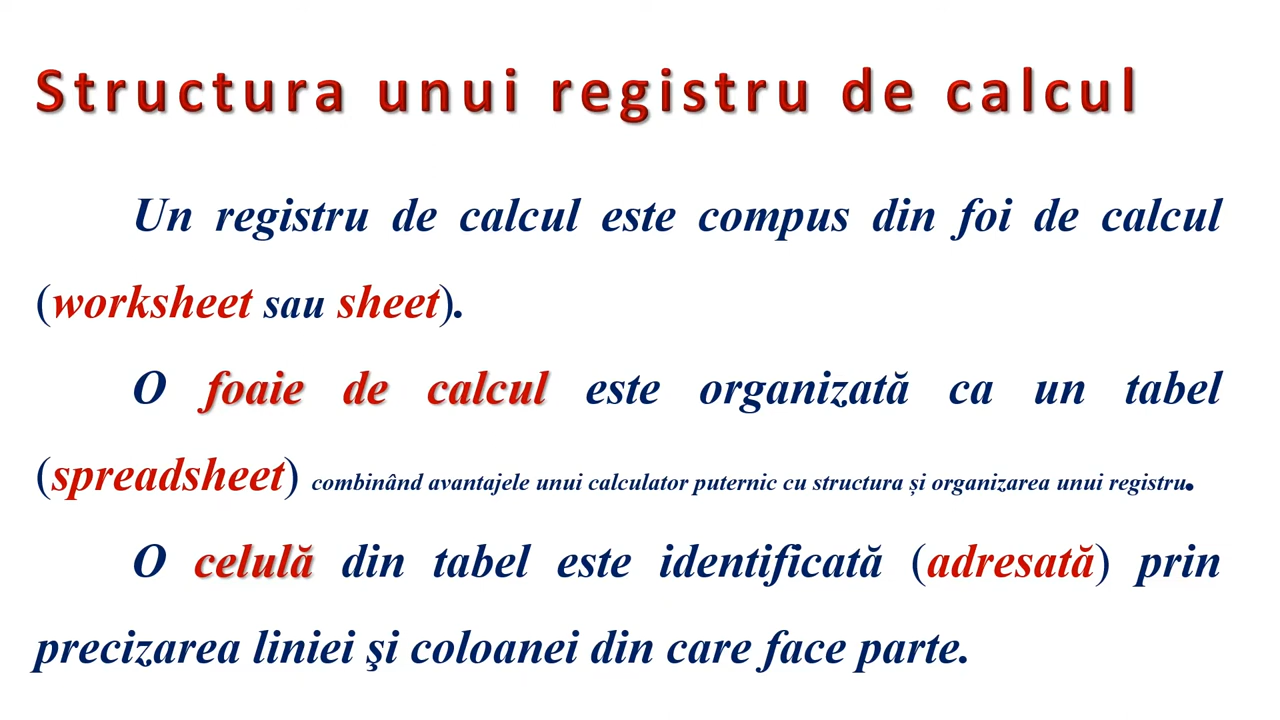 Structura unui registru de calcul
Un registru de calcul este compus din foi de calcul
(worksheet sau sheet).
O foaie de calcul este organizată ca un tabel
(spreadsheet) combinând avantajele unui calculator puternic cu structura și organizarea unui registru.
O celulă din tabel este identificată (adresată) prin
precizarea liniei şi coloanei din care face parte.